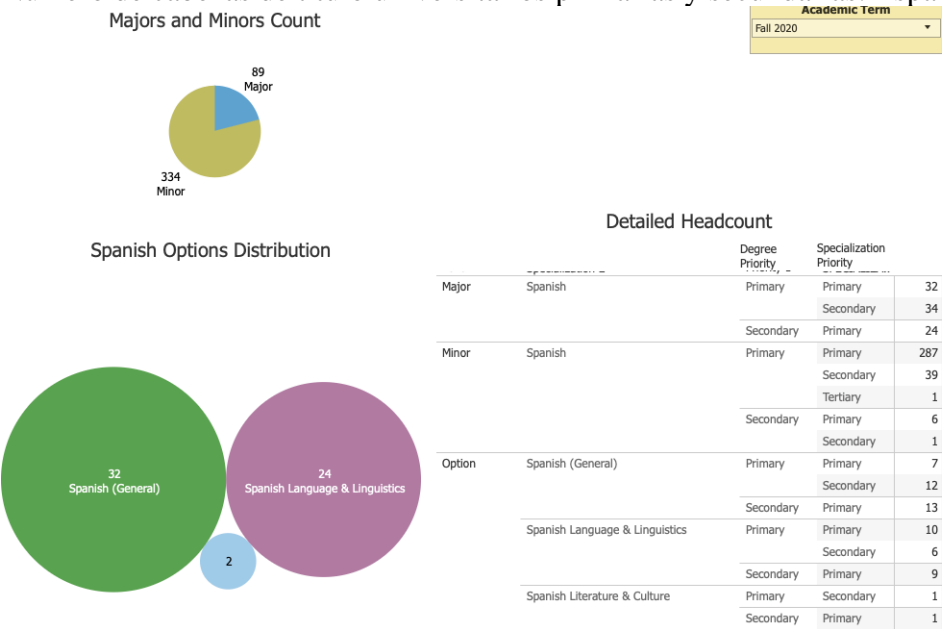 Majors and Minors Count
Academic Term
Fall 2020
89
Major
334
Minor
Detailed Headcount
Spanish Options Distribution
Degree Priority
Specialization Priority
Major Spanish Primary Primary 32
Secondary 34
Secondary Primary 24
Minor Spanish Primary Primary 287
Secondary 39
Tertiary 1
Secondary Primary 6
Secondary 1
Option Spanish (General) Primary Primary 7
Secondary 12
Secondary Primary 13
Spanish Language & Linguistics Primary Primary 10
Secondary 6
Secondary Primary 9
Spanish Literature & Culture Primary Secondary 1
Secondary Primary 1
32
Spanish (General)
24
Spanish Language & Linguistics
2